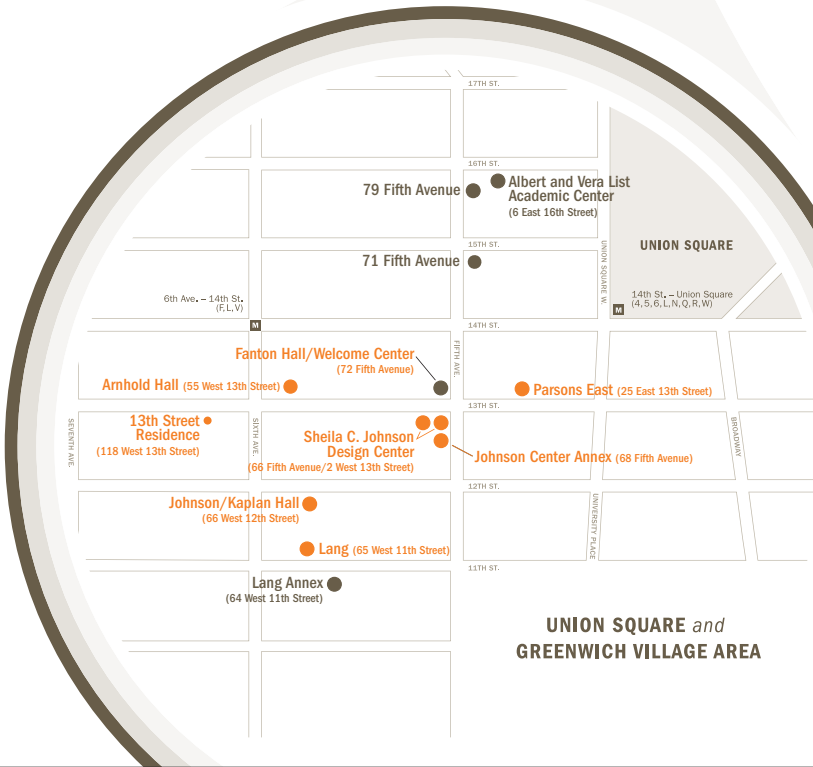 17TH ST.
16TH ST.
79 Fifth Avenue
Albert and Vera List
Academic Center
(6 East 16th Street)
15TH ST.
UNION SQUARE W.
UNION SQUARE
71 Fifth Avenue
6th Ave. – 14th St.
(F, L, V)
M
14th St. – Union Square
(4, 5, 6, L, N, Q, R, W)
M
14TH ST.
FIFTH AVE.
Fanton Hall/Welcome Center
(72 Fifth Avenue)
Arnhold Hall (55 West 13th Street)
Parsons East (25 East 13th Street)
13TH ST.
SEVENTH AVE.
13th Street
Residence
(118 West 13th Street)
SIXTH AVE.
Sheila C. Johnson
Design Center
(66 Fifth Avenue/2 West 13th Street)
Johnson Center Annex (68 Fifth Avenue)
BROADWAY
12TH ST.
Johnson/Kaplan Hall
(66 West 12th Street)
UNIVERSITY PLACE
Lang (65 West 11th Street)
11TH ST.
Lang Annex
(64 West 11th Street)
UNION SQUARE and
GREENWICH VILLAGE AREA